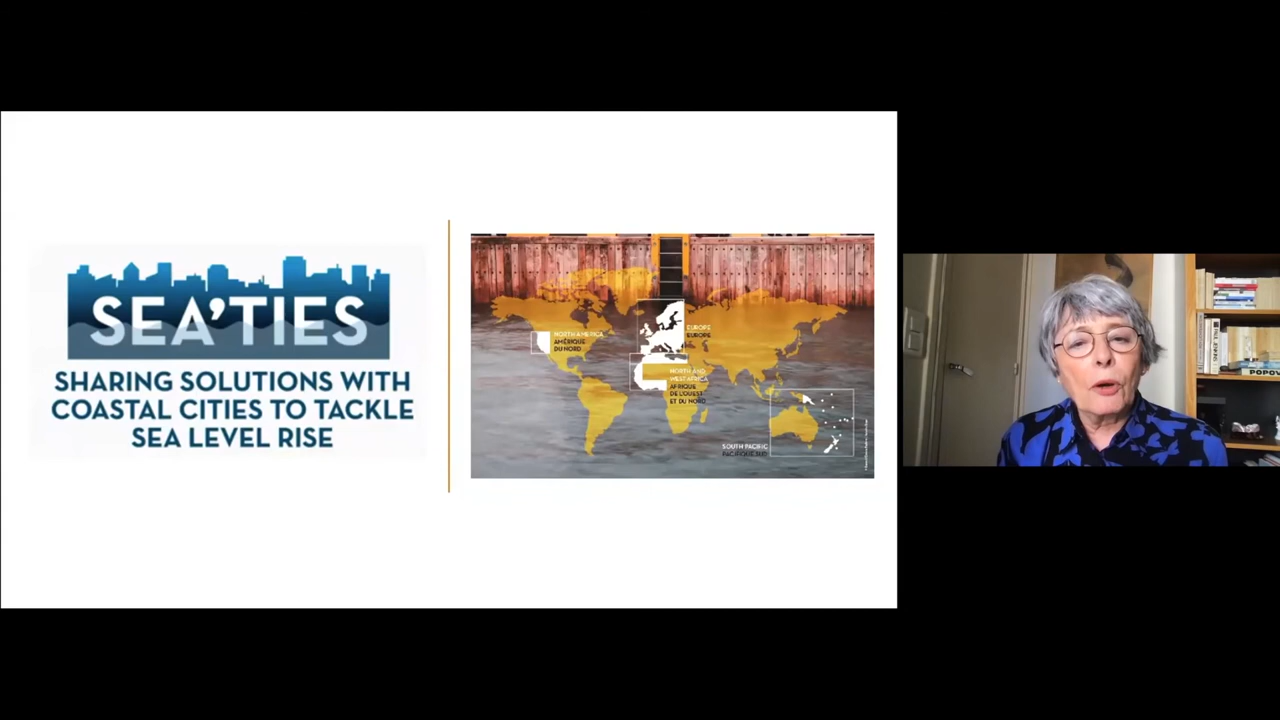 SEA'TIES
SHARING SOLUTIONS WITH
COASTAL CITIES TO TACKLE
SEA LEVEL RISE
NORTH AMERICA
AMÉRIQUE
DU NORD
EUROPE
EUROPE
NORTH AND
WEST AFRICA
AFRIQUE
DE L'OUEST
ET DU NORD
SOUTH PACIFIC
PACIFIQUE SUD
POPOV